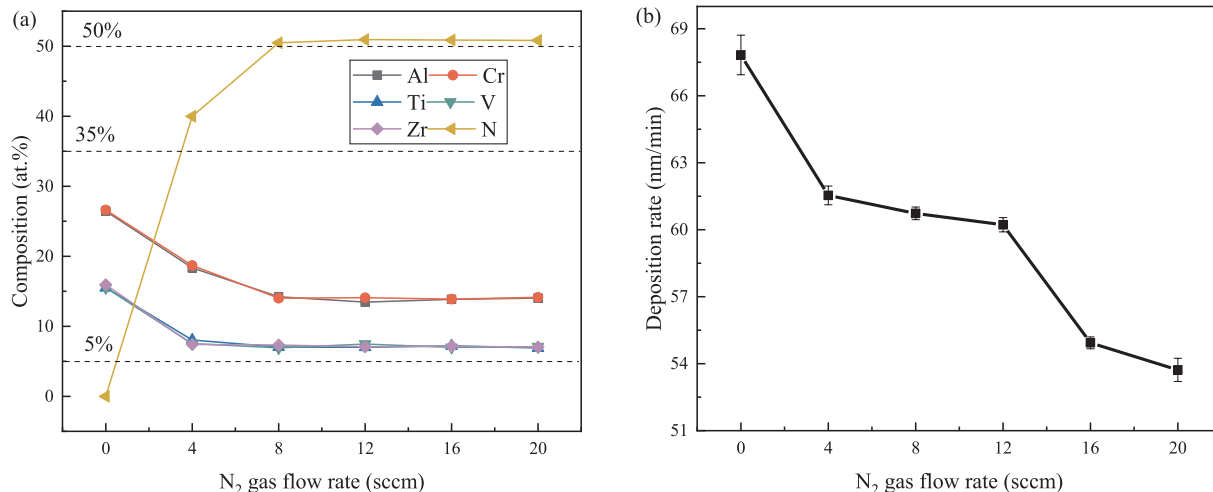 (a)
50%
35%
5%
Al
Cr
Ti
V
Zr
N
50
40
30
20
10
0
Composition (at.%)
0 4 8 12 16 20
N₂ gas flow rate (sccm)
(b)
69
66
63
60
57
54
51
Deposition rate (nm/min)
0 4 8 12 16 20
N₂ gas flow rate (sccm)